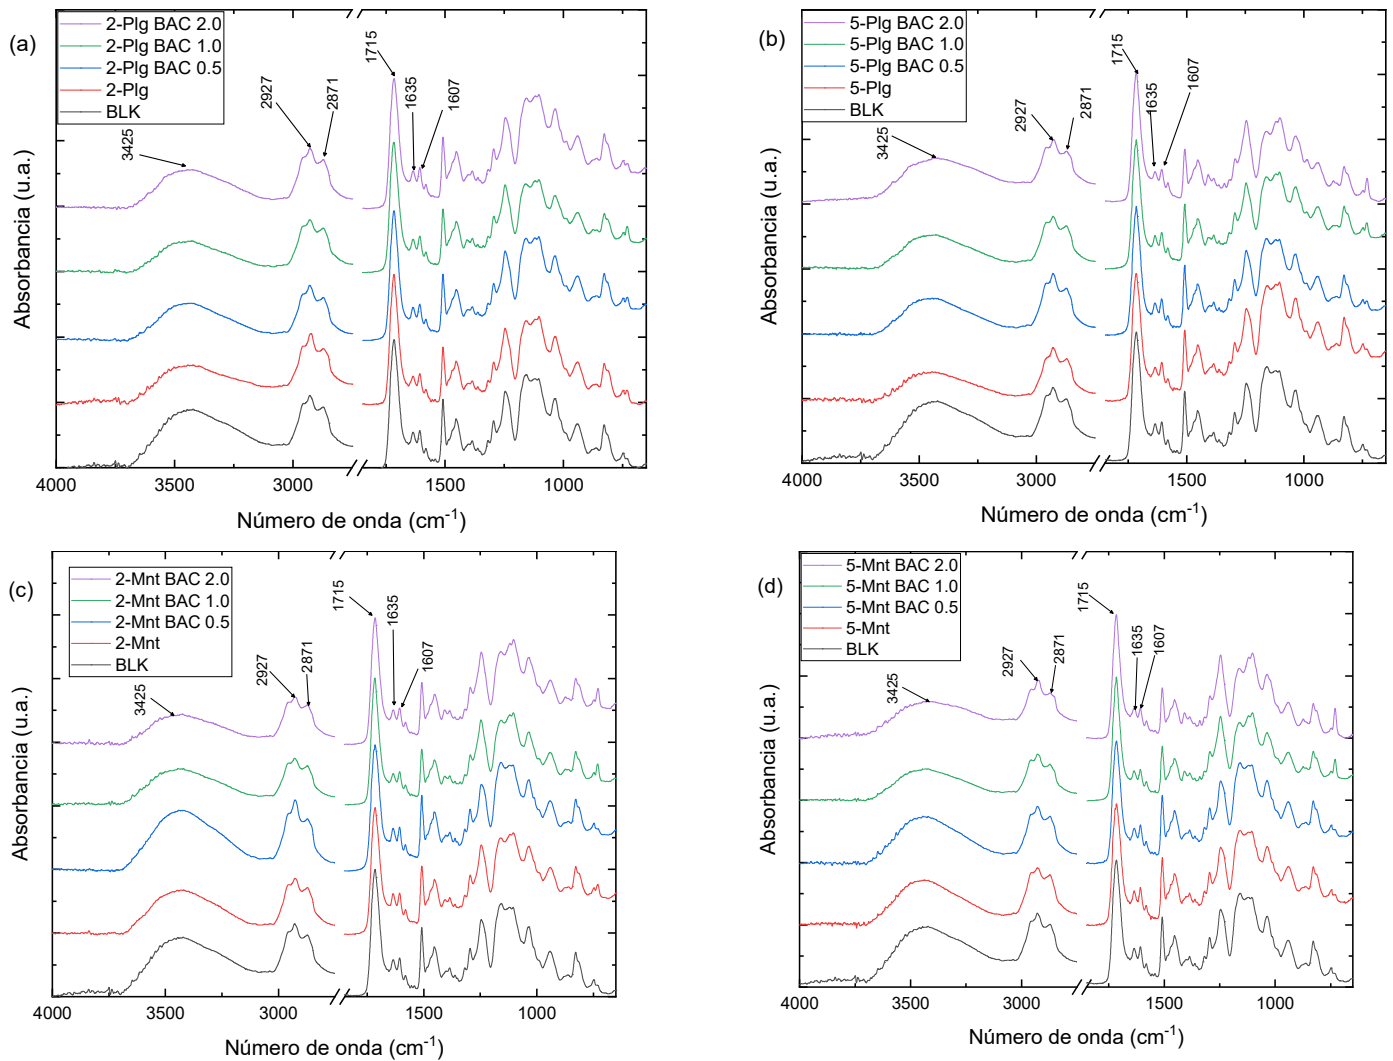 (a)
2-Plg BAC 2.0
2-Plg BAC 1.0
2-Plg BAC 0.5
2-Plg
BLK
3425
2927
2871
1715
1635
1607
Absorbancia (u.a.)
4000
3500
3000
1500
1000
Número de onda (cm-1)
(b)
5-Plg BAC 2.0
5-Plg BAC 1.0
5-Plg BAC 0.5
5-Plg
BLK
3425
2927
2871
1715
1635
1607
Absorbancia (u.a.)
4000
3500
3000
1500
1000
Número de onda (cm-1)
(c)
2-Mnt BAC 2.0
2-Mnt BAC 1.0
2-Mnt BAC 0.5
2-Mnt
BLK
3425
2927
2871
1715
1635
1607
Absorbancia (u.a.)
4000
3500
3000
1500
1000
Número de onda (cm-1)
(d)
5-Mnt BAC 2.0
5-Mnt BAC 1.0
5-Mnt BAC 0.5
5-Mnt
BLK
3425
2927
2871
1715
1635
1607
Absorbancia (u.a.)
4000
3500
3000
1500
1000
Número de onda (cm-1)